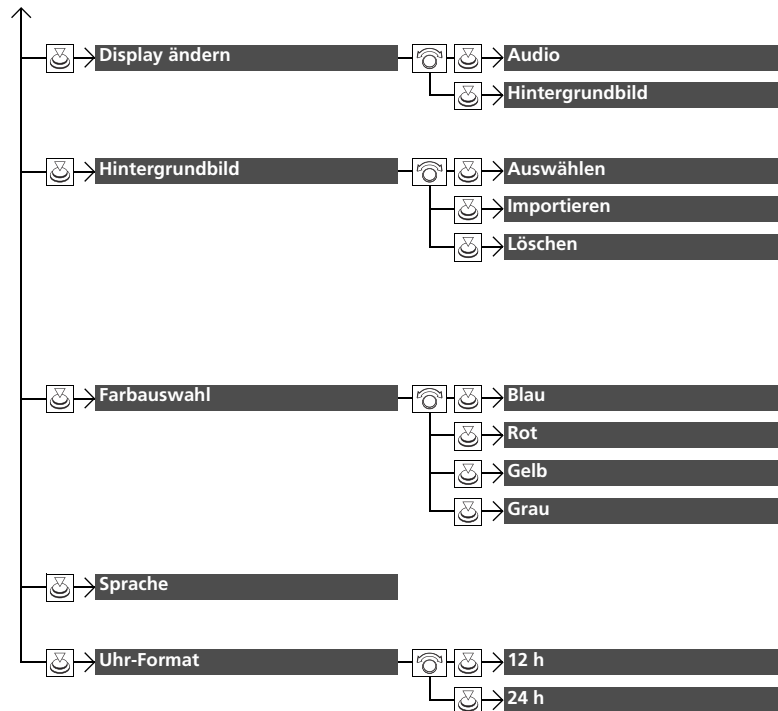 Display ändern
Audio
Hintergrundbild
Hintergrundbild
Auswählen
Importieren
Löschen
Farbauswahl
Blau
Rot
Gelb
Grau
Sprache
Uhr-Format
12 h
24 h